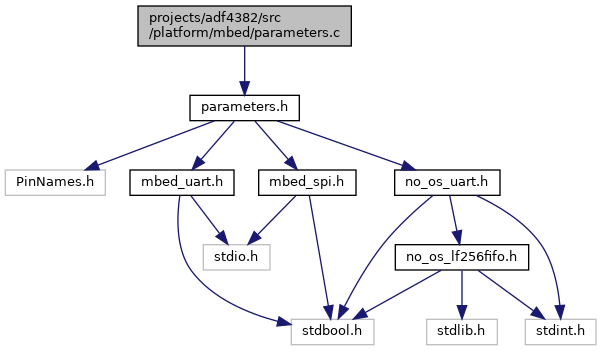 projects/adf4382/src
/platform/mbed/parameters.c
parameters.h
PinNames.h
mbed_uart.h
mbed_spi.h
no_os_uart.h
stdio.h
no_os_lf256fifo.h
stdbool.h
stdlib.h
stdint.h